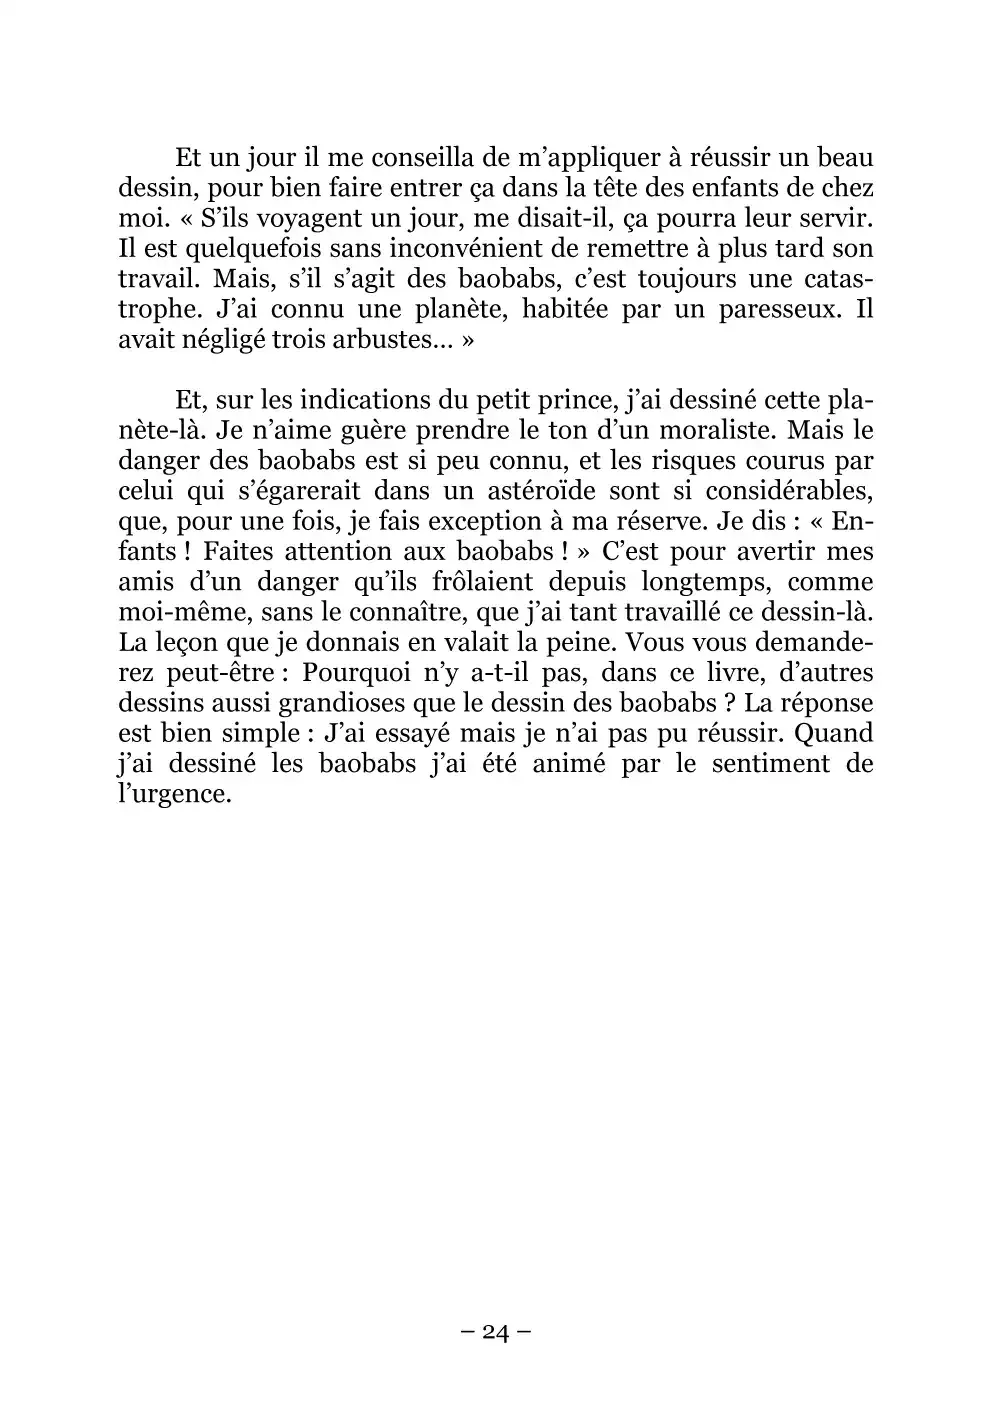 Et un jour il me conseilla de m’appliquer à réussir un beau
dessin, pour bien faire entrer ça dans la tête des enfants de chez
moi. « S’ils voyagent un jour, me disait-il, ça pourra leur servir.
Il est quelquefois sans inconvénient de remettre à plus tard son
travail. Mais, s’il s’agit des baobabs, c’est toujours une catas-
trophe. J’ai connu une planète, habitée par un paresseux. Il
avait négligé trois arbustes… »
Et, sur les indications du petit prince, j’ai dessiné cette pla-
nète-là. Je n’aime guère prendre le ton d’un moraliste. Mais le
danger des baobabs est si peu connu, et les risques courus par
celui qui s’égarerait dans un astéroïde sont si considérables,
que, pour une fois, je fais exception à ma réserve. Je dis : « En-
fants ! Faites attention aux baobabs ! » C’est pour avertir mes
amis d’un danger qu’ils frôlaient depuis longtemps, comme
moi-même, sans le connaître, que j’ai tant travaillé ce dessin-là.
La leçon que je donnais en valait la peine. Vous vous demande-
rez peut-être : Pourquoi n’y a-t-il pas, dans ce livre, d’autres
dessins aussi grandioses que le dessin des baobabs ? La réponse
est bien simple : J’ai essayé mais je n’ai pas pu réussir. Quand
j’ai dessiné les baobabs j’ai été animé par le sentiment de
l’urgence.
– 24 –